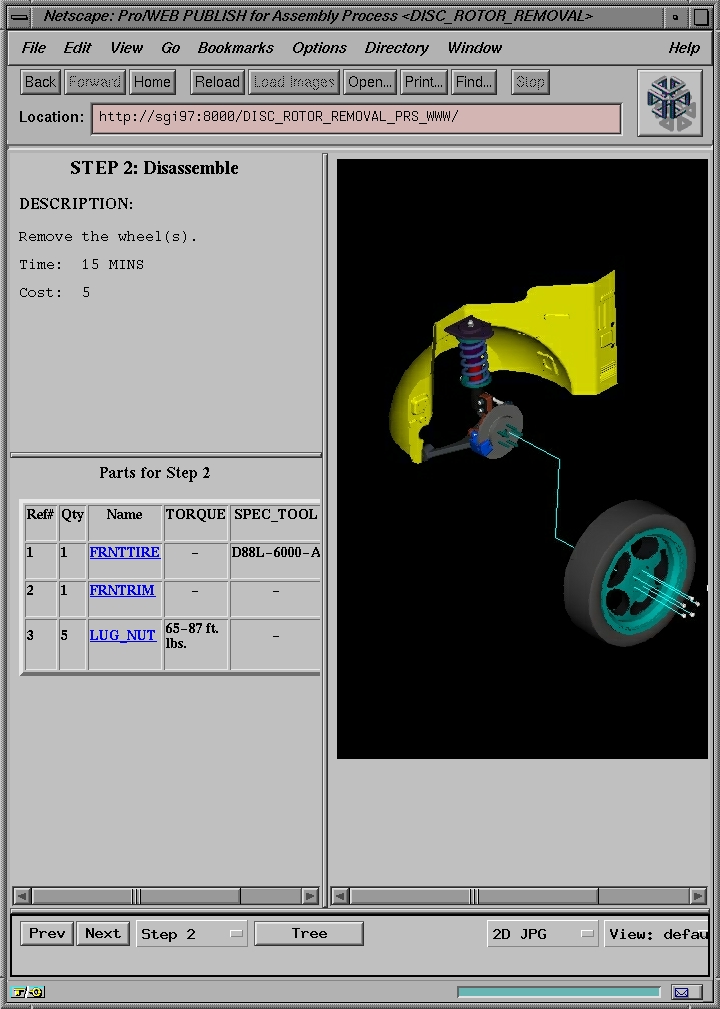 Netscape: Pro/WEB PUBLISH for Assembly Process <DISC_ROTOR_REMOVAL>
File Edit View Go Bookmarks Options Directory Window Help
Back Forward Home Reload Load Images Open... Print... Find... Stop
Location: http://sgi97:8000/DISC_ROTOR_REMOVAL_PRS_WWW/
STEP 2: Disassemble
DESCRIPTION:
Remove the wheel(s).
Time: 15 MINS
Cost: 5
Parts for Step 2
Ref# Qty Name TORQUE SPEC_TOOL
1 1 FRNTTIRE – D88L-6000-A
2 1 FRNTRIM – –
3 5 LUG_NUT 65-87 ft. –
lbs.
Prev Next Step 2 Tree 2D JPG View: defau